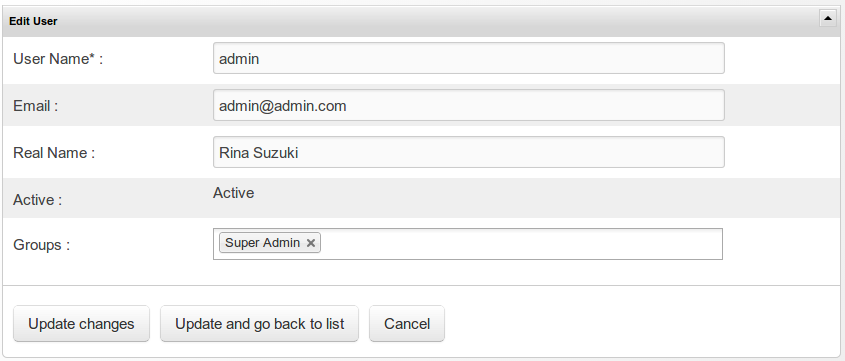 Edit User
User Name* : admin
Email : admin@admin.com
Real Name : Rina Suzuki
Active : Active
Groups : Super Admin
Update changes Update and go back to list Cancel